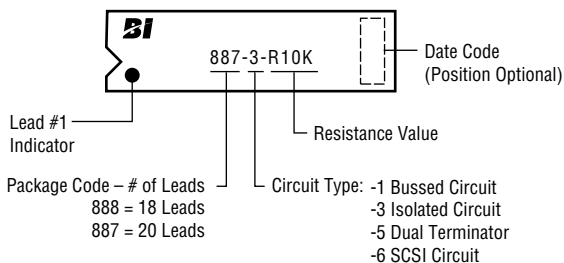 BI
887-3-R10K
Date Code
(Position Optional)
Lead #1
Indicator
Resistance Value
Package Code – # of Leads
888 = 18 Leads
887 = 20 Leads
Circuit Type: -1 Bussed Circuit
-3 Isolated Circuit
-5 Dual Terminator
-6 SCSI Circuit